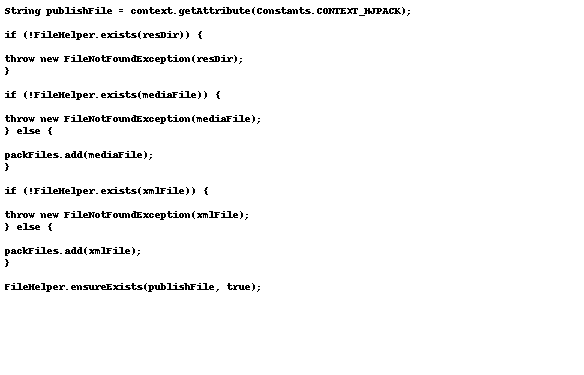 String publishFile = context.getAttribute(Constants.CONTEXT_HJPACK);
if (!FileHelper.exists(resDir)) {
throw new FileNotFoundException(resDir);
}
if (!FileHelper.exists(mediaFile)) {
throw new FileNotFoundException(mediaFile);
} else {
packFiles.add(mediaFile);
}
if (!FileHelper.exists(xmlFile)) {
throw new FileNotFoundException(xmlFile);
} else {
packFiles.add(xmlFile);
}
FileHelper.ensureExists(publishFile, true);